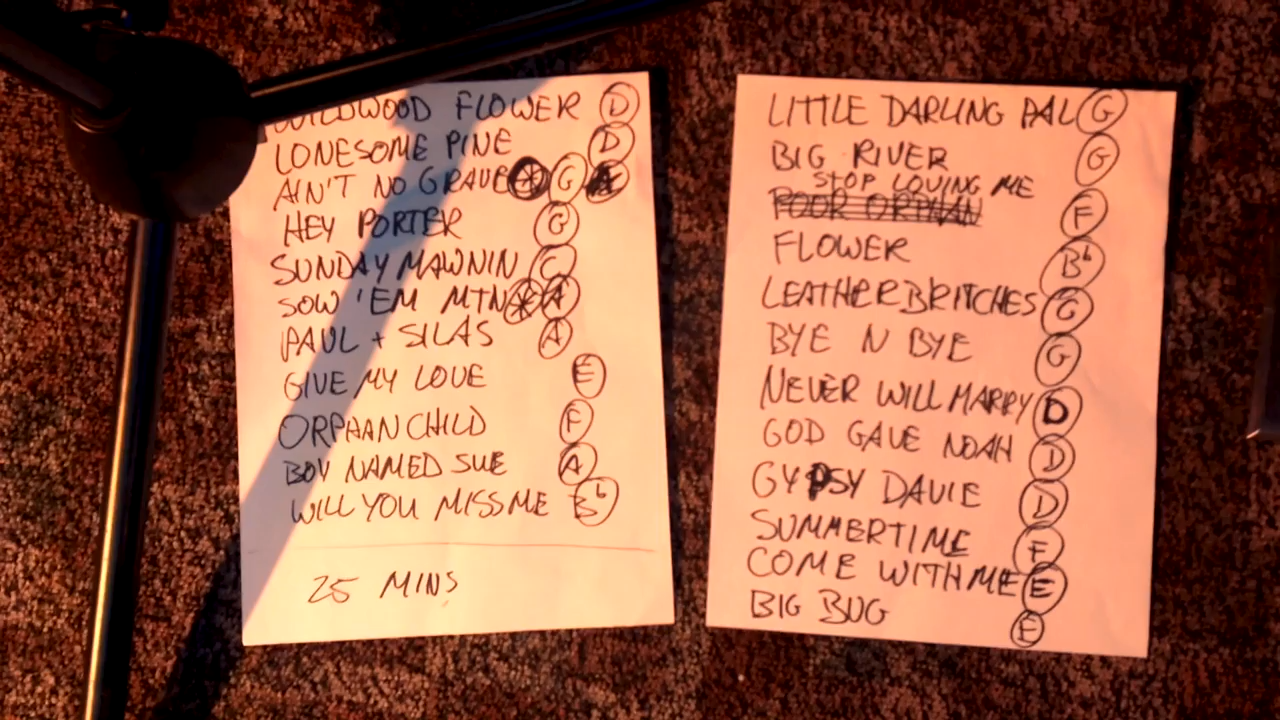 WILDWOOD FLOWER D
LONESOME PINE D
AIN'T NO GRAVE * G
HEY PORTER G
SUNDAY MAWNIN C
SOW 'EM MTN * A
PAUL + SILAS A
GIVE MY LOVE E
ORPHAN CHILD F
BOY NAMED SUE A
WILL YOU MISS ME Bb
25 MINS
LITTLE DARLING PAL G
BIG RIVER G
STOP LOVING ME
POOR ORPHAN F
FLOWER Bb
LEATHERBRITCHES G
BYE N BYE G
NEVER WILL MARRY D
GOD GAVE NOAH D
GYPSY DAVIE D
SUMMERTIME F
COME WITH ME E
BIG BUG E